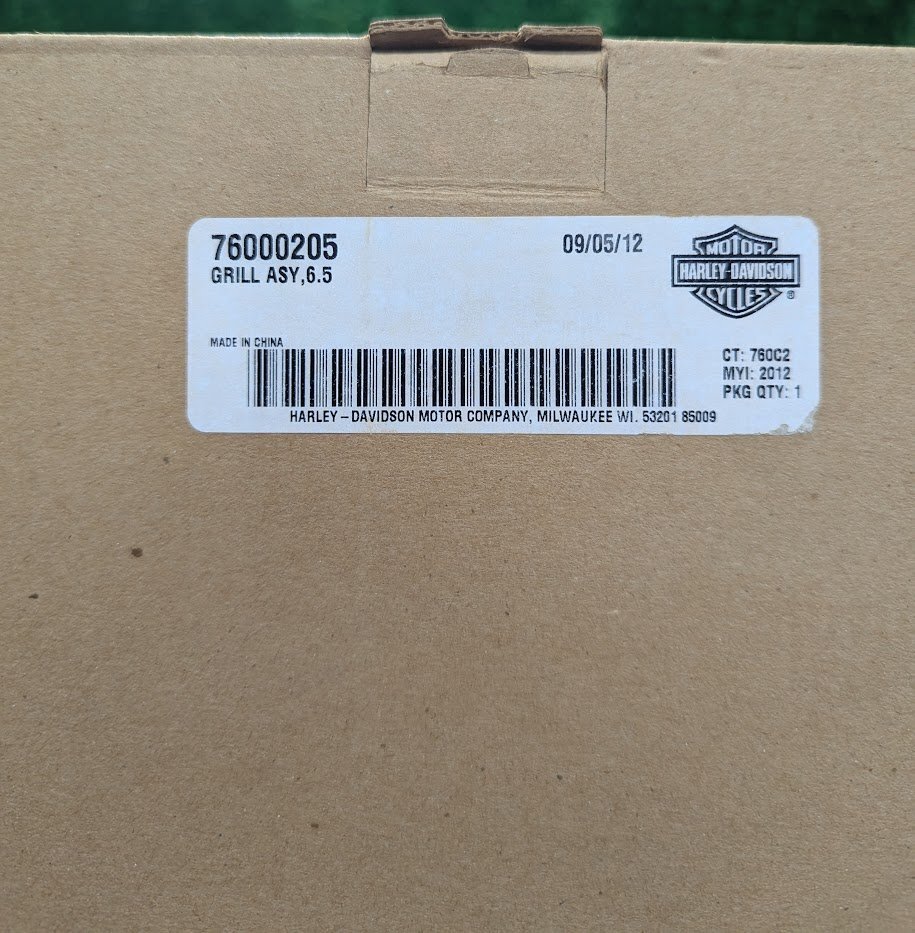 76000205
09/05/12
GRILL ASY,6.5
MOTOR
HARLEY-DAVIDSON
CYCLES
®
MADE IN CHINA
CT: 760C2
MYI: 2012
PKG QTY: 1
HARLEY-DAVIDSON MOTOR COMPANY, MILWAUKEE WI. 53201 85009